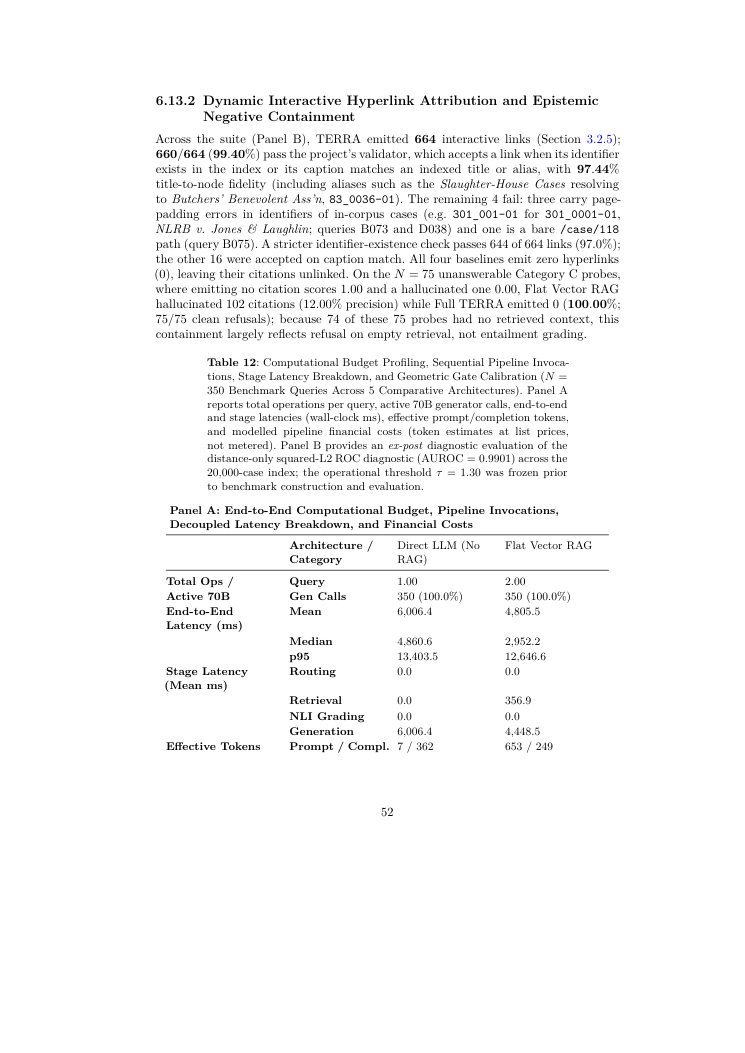 6.13.2 Dynamic Interactive Hyperlink Attribution and Epistemic
Negative Containment
Across the suite (Panel B), TERRA emitted 664 interactive links (Section 3.2.5);
660/664 (99.40%) pass the project's validator, which accepts a link when its identifier
exists in the index or its caption matches an indexed title or alias, with 97.44%
title-to-node fidelity (including aliases such as the Slaughter-House Cases resolving
to Butchers' Benevolent Ass'n, 83_0036-01). The remaining 4 fail: three carry page-
padding errors in identifiers of in-corpus cases (e.g. 301_001-01 for 301_0001-01,
NLRB v. Jones & Laughlin; queries B073 and D038) and one is a bare /case/118
path (query B075). A stricter identifier-existence check passes 644 of 664 links (97.0%);
the other 16 were accepted on caption match. All four baselines emit zero hyperlinks
(0), leaving their citations unlinked. On the N = 75 unanswerable Category C probes,
where emitting no citation scores 1.00 and a hallucinated one 0.00, Flat Vector RAG
hallucinated 102 citations (12.00% precision) while Full TERRA emitted 0 (100.00%;
75/75 clean refusals); because 74 of these 75 probes had no retrieved context, this
containment largely reflects refusal on empty retrieval, not entailment grading.
Table 12: Computational Budget Profiling, Sequential Pipeline Invoca-
tions, Stage Latency Breakdown, and Geometric Gate Calibration (N =
350 Benchmark Queries Across 5 Comparative Architectures). Panel A
reports total operations per query, active 70B generator calls, end-to-end
and stage latencies (wall-clock ms), effective prompt/completion tokens,
and modelled pipeline financial costs (token estimates at list prices,
not metered). Panel B provides an ex-post diagnostic evaluation of the
distance-only squared-L2 ROC diagnostic (AUROC = 0.9901) across the
20,000-case index; the operational threshold τ = 1.30 was frozen prior
to benchmark construction and evaluation.
Panel A: End-to-End Computational Budget, Pipeline Invocations,
Decoupled Latency Breakdown, and Financial Costs
Architecture / Direct LLM (No Flat Vector RAG
Category RAG)
Total Ops / Query 1.00 2.00
Active 70B Gen Calls 350 (100.0%) 350 (100.0%)
End-to-End Mean 6,006.4 4,805.5
Latency (ms)
Median 4,860.6 2,952.2
p95 13,403.5 12,646.6
Stage Latency Routing 0.0 0.0
(Mean ms)
Retrieval 0.0 356.9
NLI Grading 0.0 0.0
Generation 6,006.4 4,448.5
Effective Tokens Prompt / Compl. 7 / 362 653 / 249
52